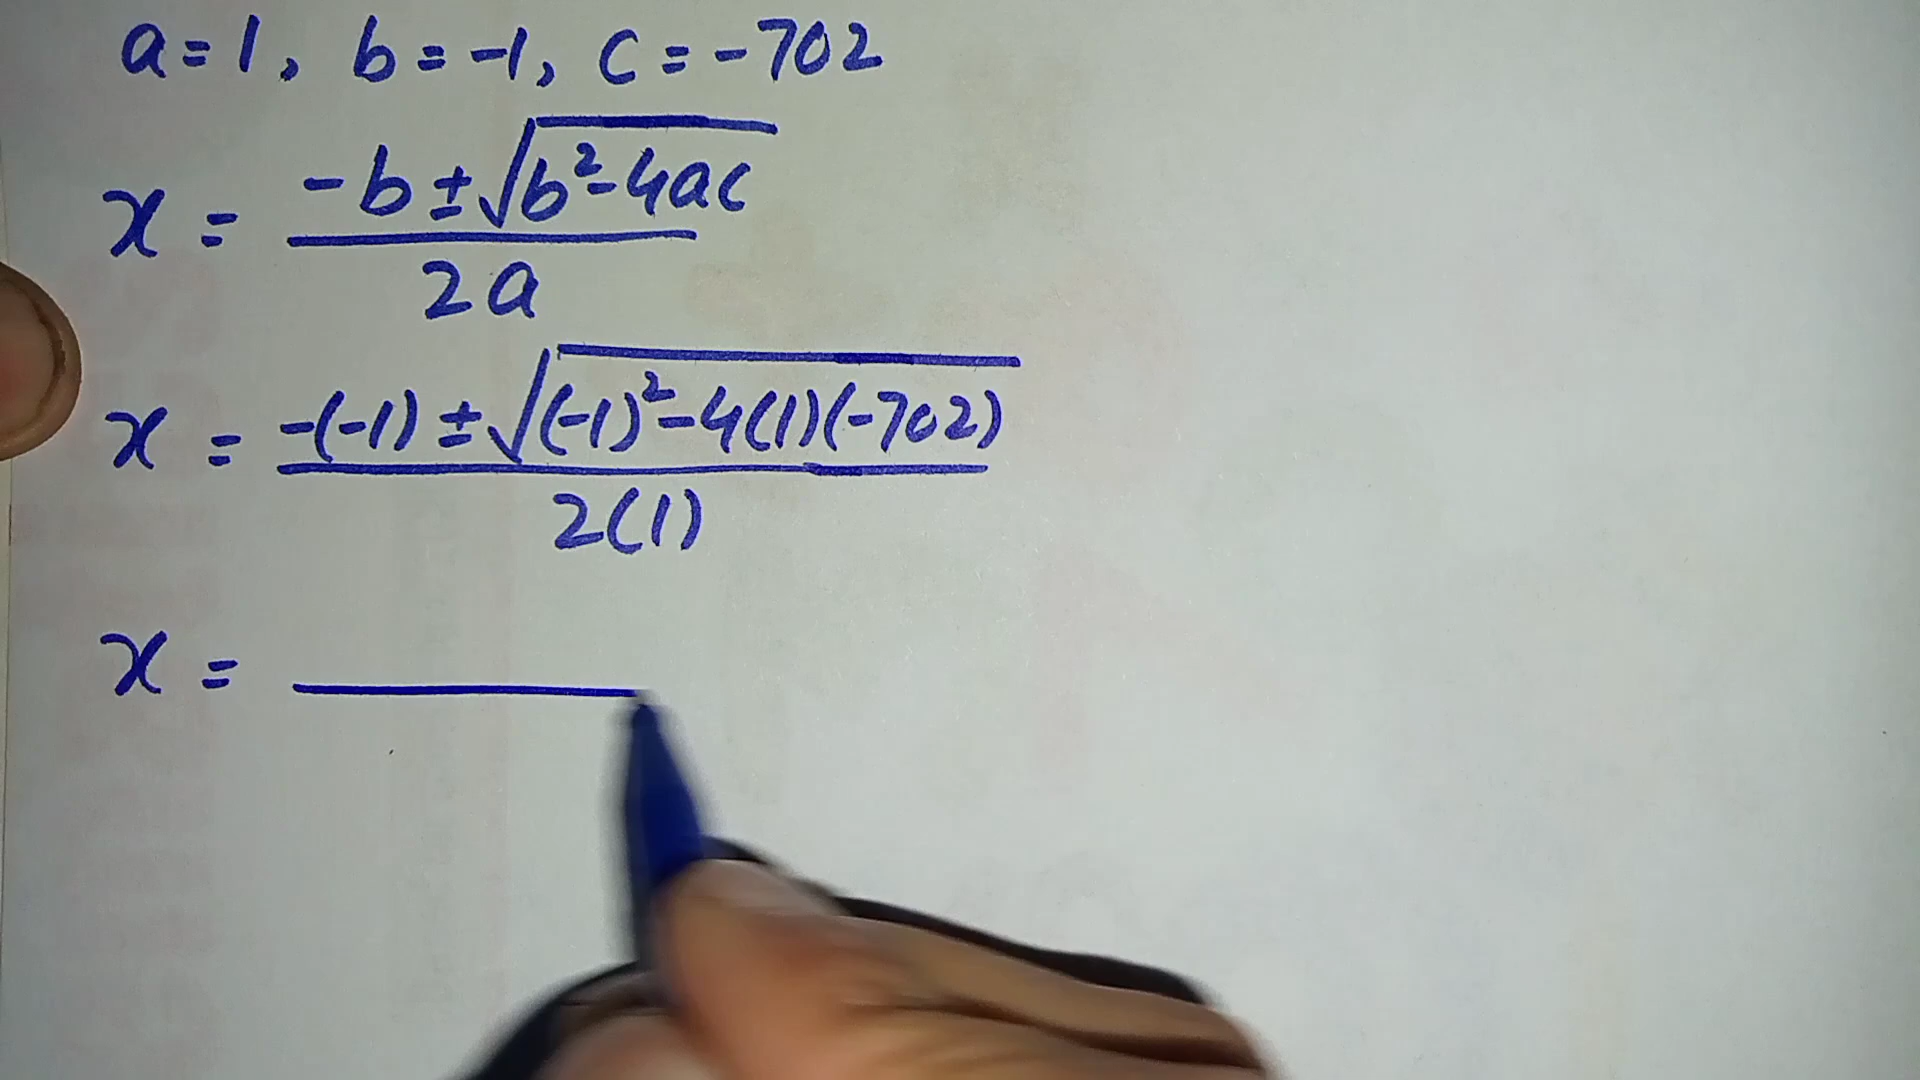 a = 1, b = -1, c = -702
x = -b ± √b² - 4ac / 2a
x = -(-1) ± √(-1)² - 4(1)(-702) / 2(1)
x =